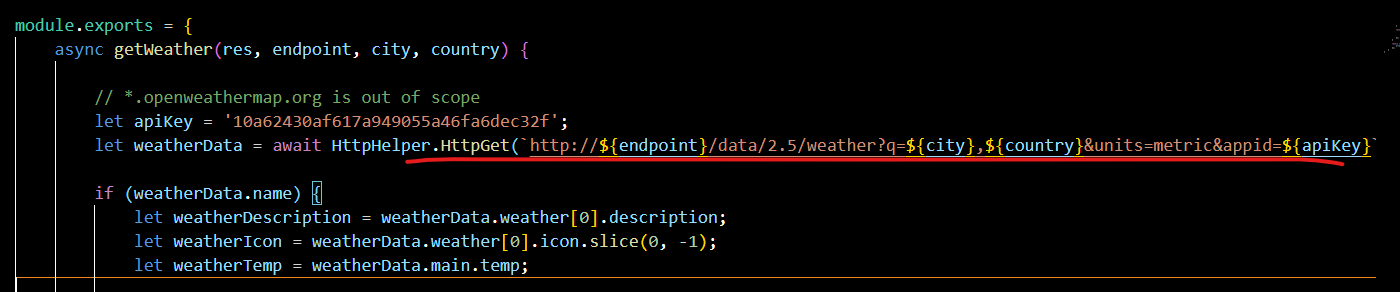 module.exports = {
async getWeather(res, endpoint, city, country) {
// *.openweathermap.org is out of scope
let apiKey = '10a62430af617a949055a46fa6dec32f';
let weatherData = await HttpHelper.HttpGet(`http://${endpoint}/data/2.5/weather?q=${city},${country}&units=metric&appid=${apiKey}`
if (weatherData.name) {
let weatherDescription = weatherData.weather[0].description;
let weatherIcon = weatherData.weather[0].icon.slice(0, -1);
let weatherTemp = weatherData.main.temp;